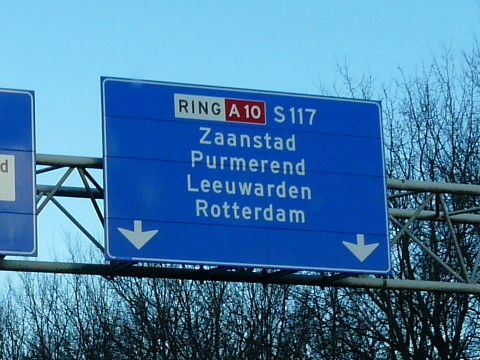 RING A10 S117
Zaanstad
Purmerend
Leeuwarden
Rotterdam
d